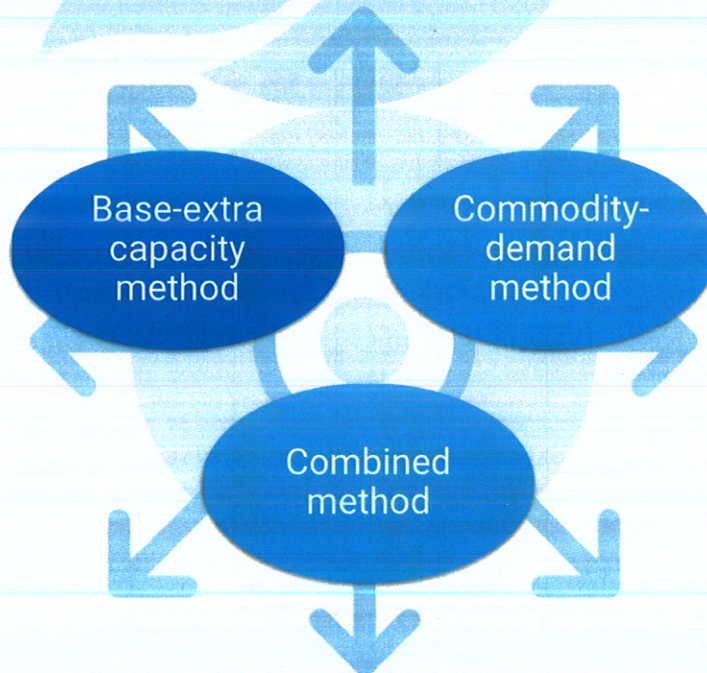 Base-extra
capacity
method
Commodity-
demand
method
Combined
method